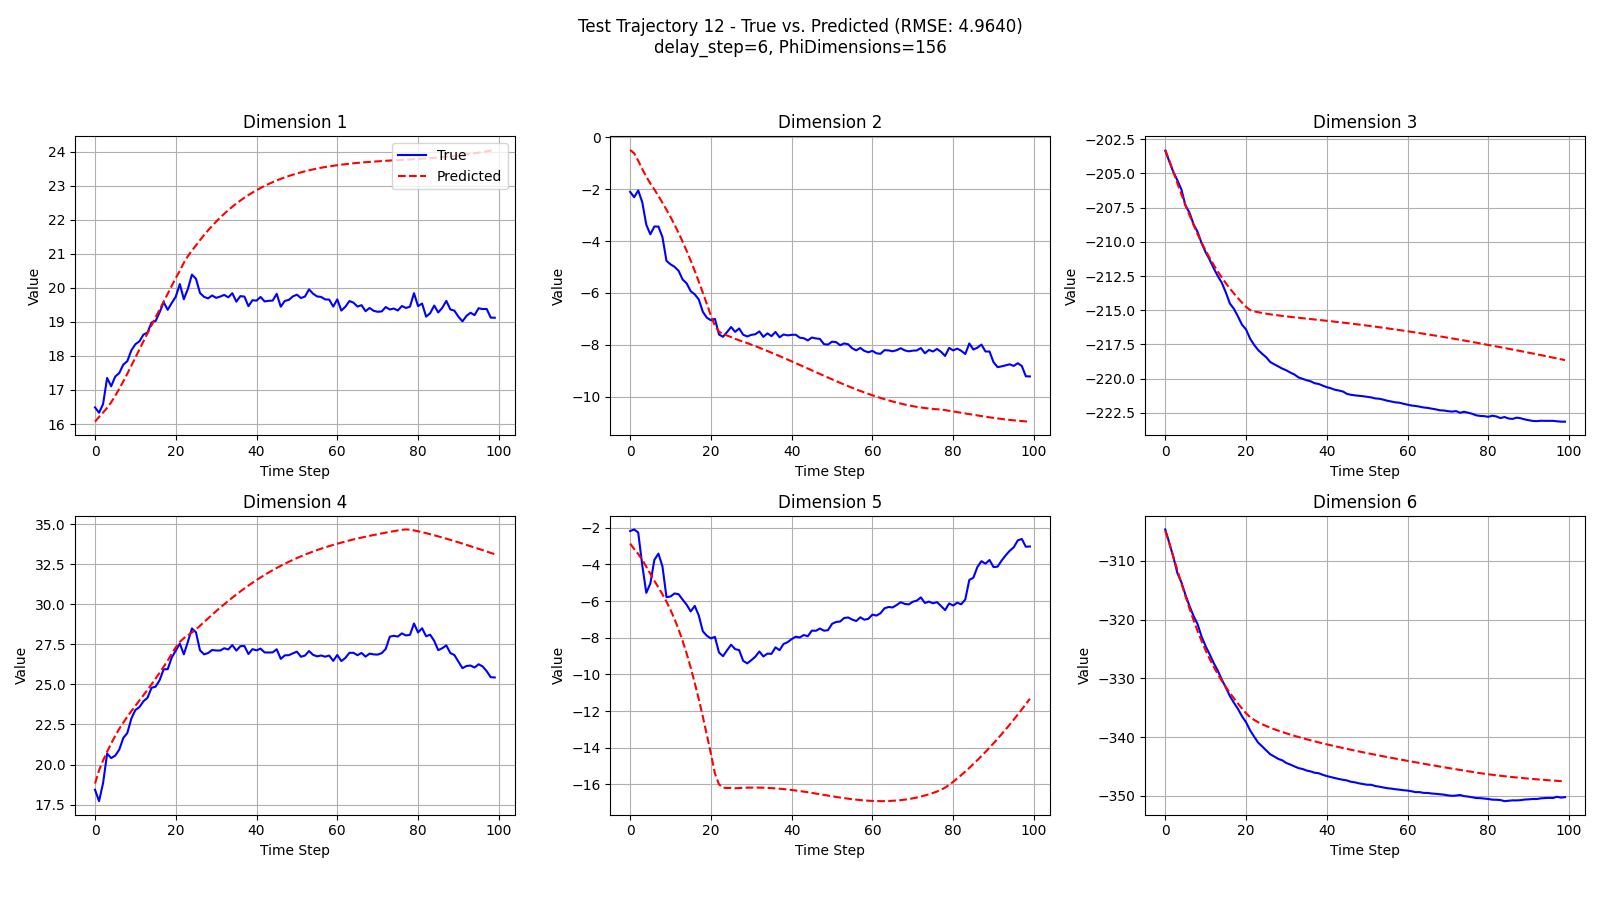 Test Trajectory 12 - True vs. Predicted (RMSE: 4.9640)
delay_step=6, PhiDimensions=156
Dimension 1
Value
24
23
22
21
20
19
18
17
16
True
Predicted
0 20 40 60 80 100
Time Step
Dimension 2
Value
0
−2
−4
−6
−8
−10
0 20 40 60 80 100
Time Step
Dimension 3
Value
−202.5
−205.0
−207.5
−210.0
−212.5
−215.0
−217.5
−220.0
−222.5
0 20 40 60 80 100
Time Step
Dimension 4
Value
35.0
32.5
30.0
27.5
25.0
22.5
20.0
17.5
0 20 40 60 80 100
Time Step
Dimension 5
Value
−2
−4
−6
−8
−10
−12
−14
−16
0 20 40 60 80 100
Time Step
Dimension 6
Value
−310
−320
−330
−340
−350
0 20 40 60 80 100
Time Step